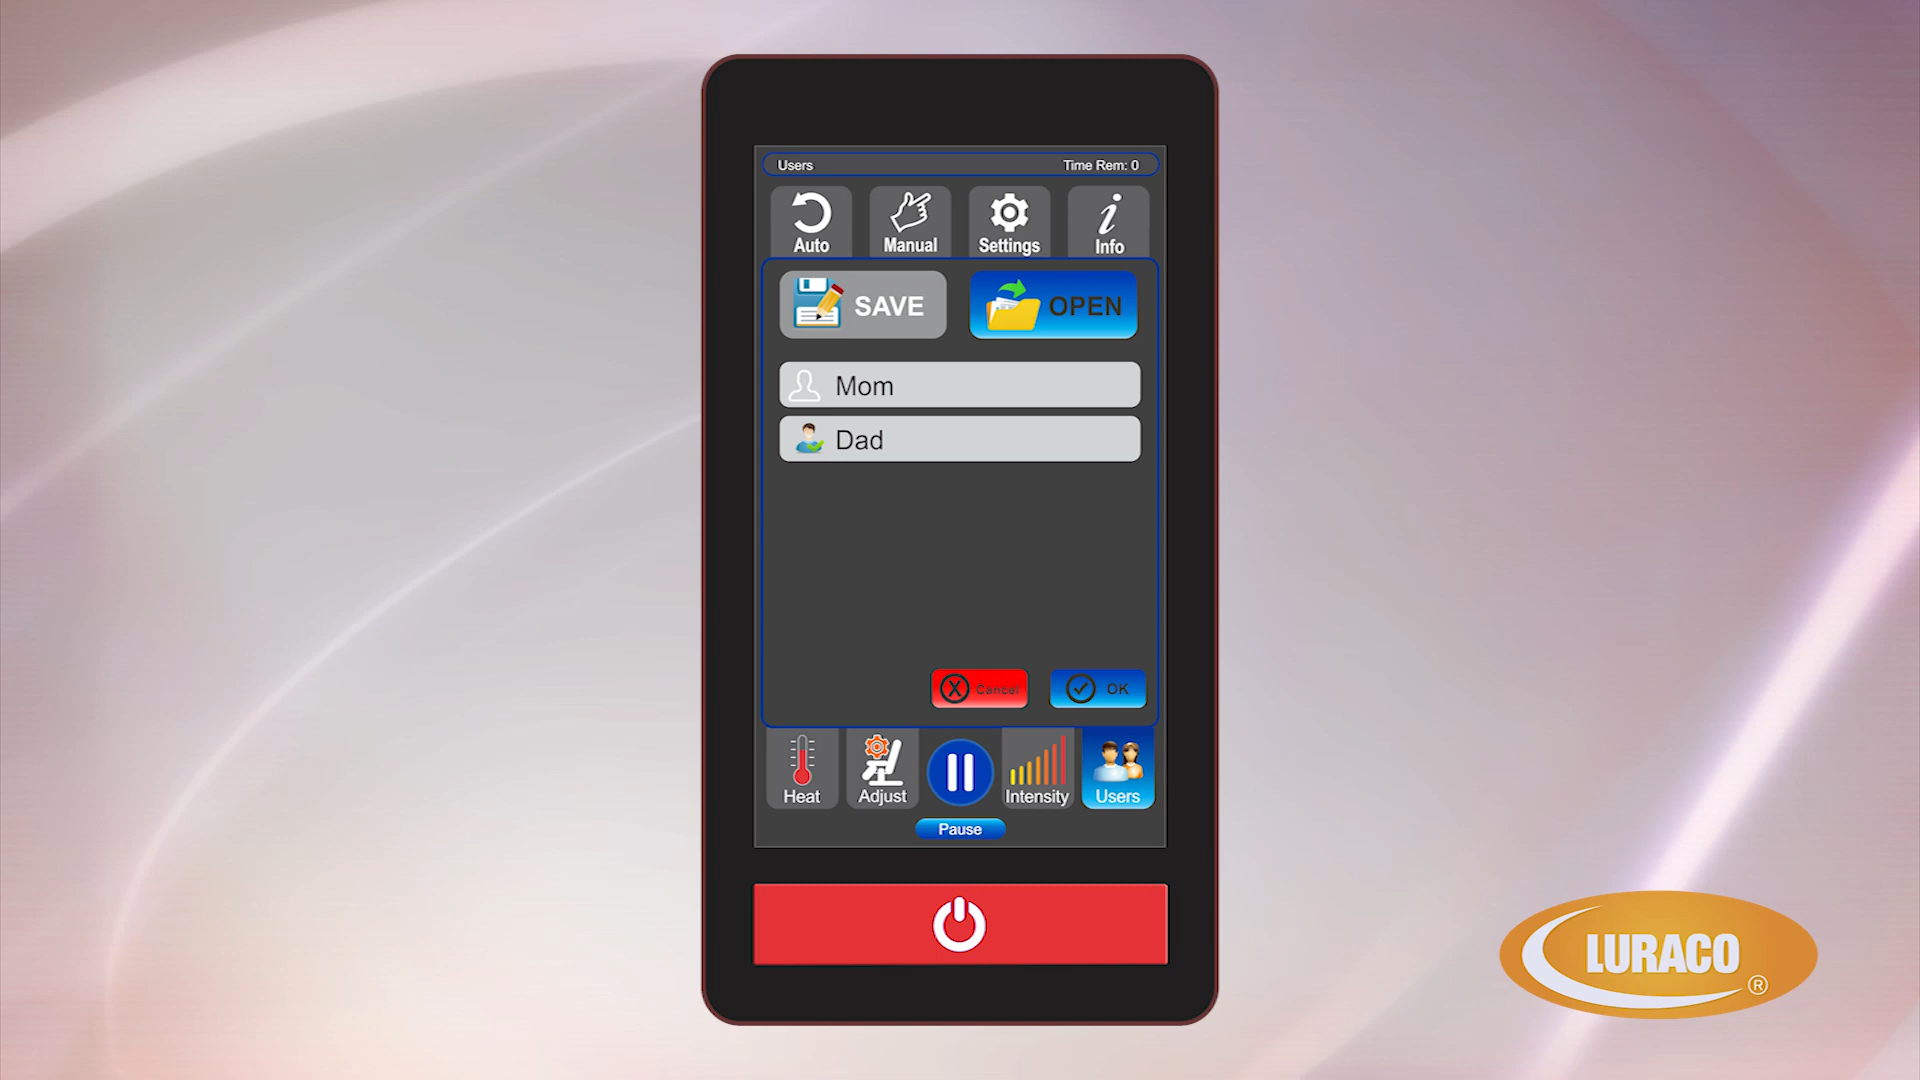 Users Time Rem: 0
Auto Manual Settings Info
SAVE OPEN
Mom
Dad
X Cancel OK
Heat Adjust Intensity Users
Pause
LURACO ®